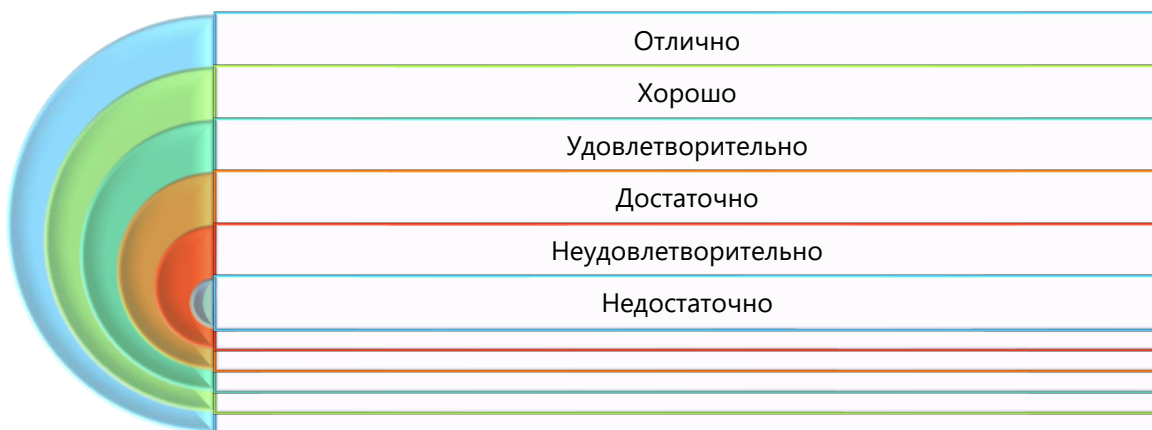 Отлично
Хорошо
Удовлетворительно
Достаточно
Неудовлетворительно
Недостаточно